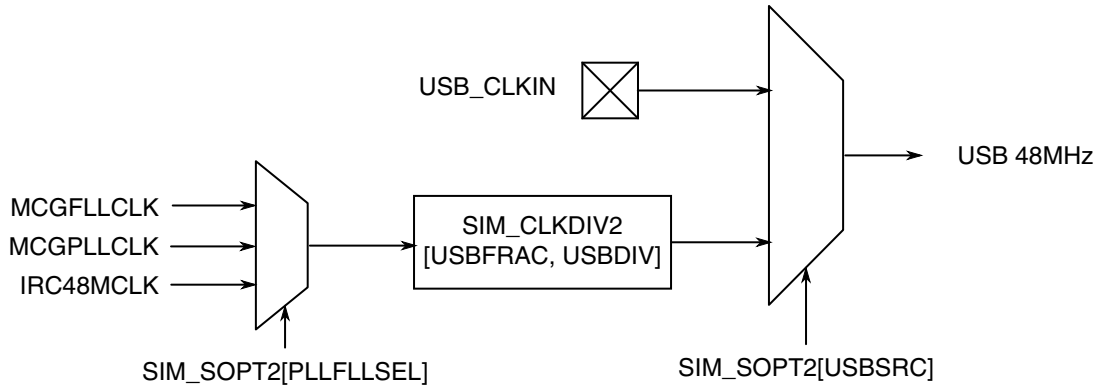 USB_CLKIN
USB 48MHz
MCGFLLCLK
MCGPLLCLK
IRC48MCLK
SIM_CLKDIV2
[USBFRAC, USBDIV]
SIM_SOPT2[PLLFLLSEL]
SIM_SOPT2[USBSRC]